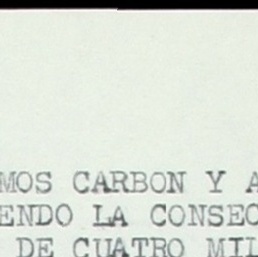 MOS CARBON Y A
ENDO LA CONSEC
DE CUATRO MIL